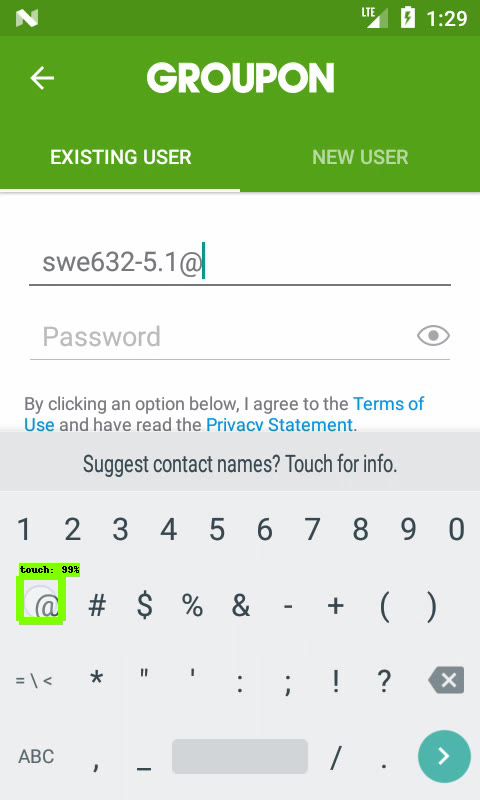 LTE 1:29
GROUPON
EXISTING USER NEW USER
swe632-5.1@
Password
By clicking an option below, I agree to the Terms of
Use and have read the Privacy Statement.
Suggest contact names? Touch for info.
1 2 3 4 5 6 7 8 9 0
touch: 99%
@ # $ % & - + ( )
= \ < * " ' : ; ! ?
ABC , _ / .